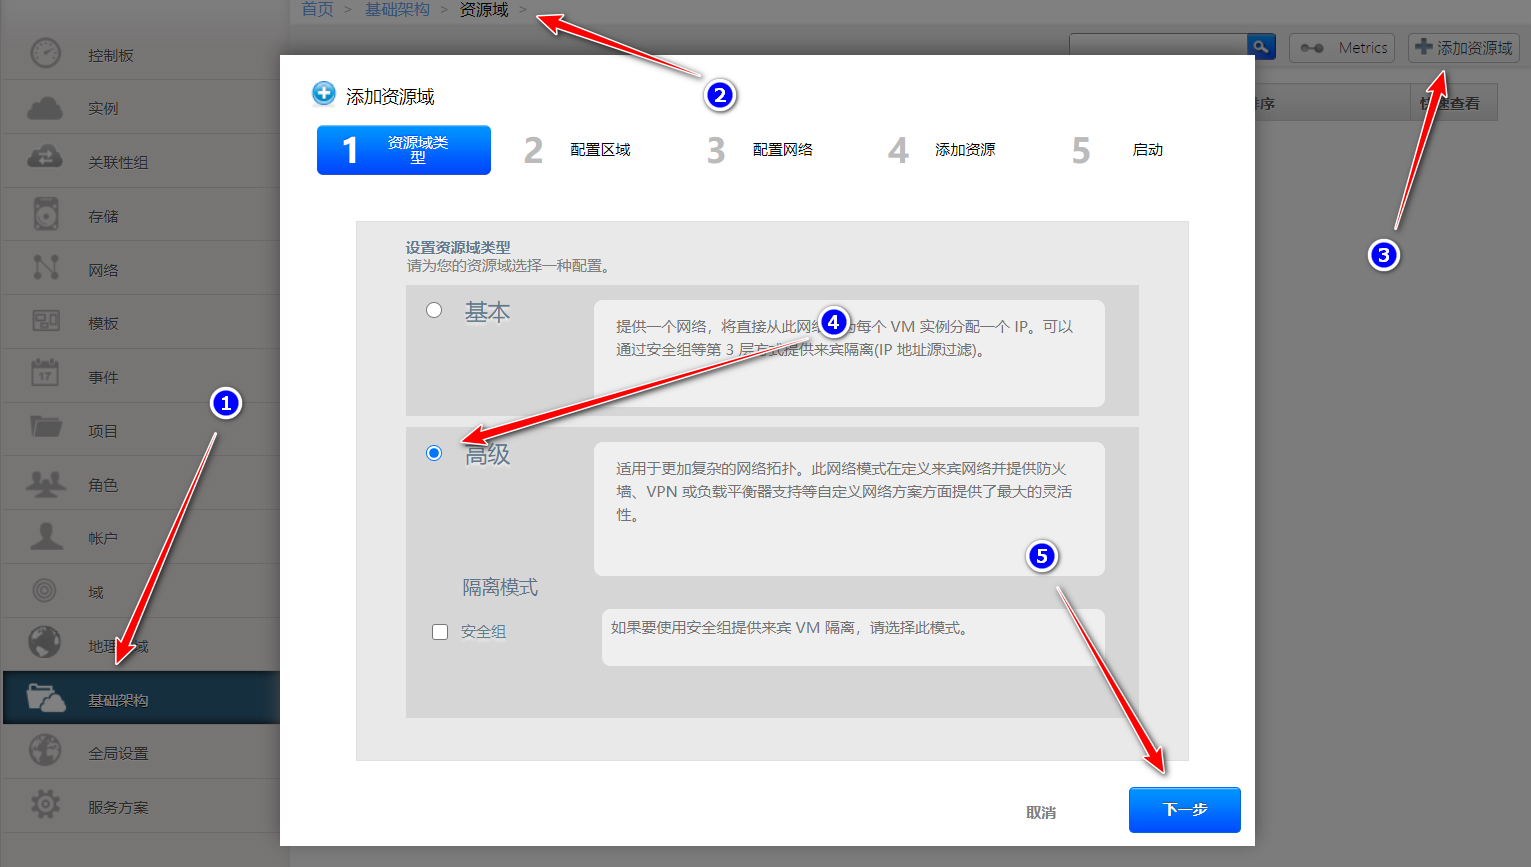 首页 > 基础架构 > 资源域 >
Metrics
添加资源域
快速查看
控制板
实例
关联性组
存储
网络
模板
事件
项目
角色
帐户
域
基础架构
全局设置
服务方案
添加资源域
1 资源域类
型
2 配置区域
3 配置网络
4 添加资源
5 启动
设置资源域类型
请为您的资源域选择一种配置。
基本
提供一个网络，将直接从此网络为每个 VM 实例分配一个 IP。可以
通过安全组等第 3 层方式提供来宾隔离(IP 地址源过滤)。
高级
适用于更加复杂的网络拓扑。此网络模式在定义来宾网络并提供防火
墙、VPN 或负载平衡器支持等自定义网络方案方面提供了最大的灵活
性。
隔离模式
安全组
如果要使用安全组提供来宾 VM 隔离，请选择此模式。
取消
下一步
1
2
3
4
5